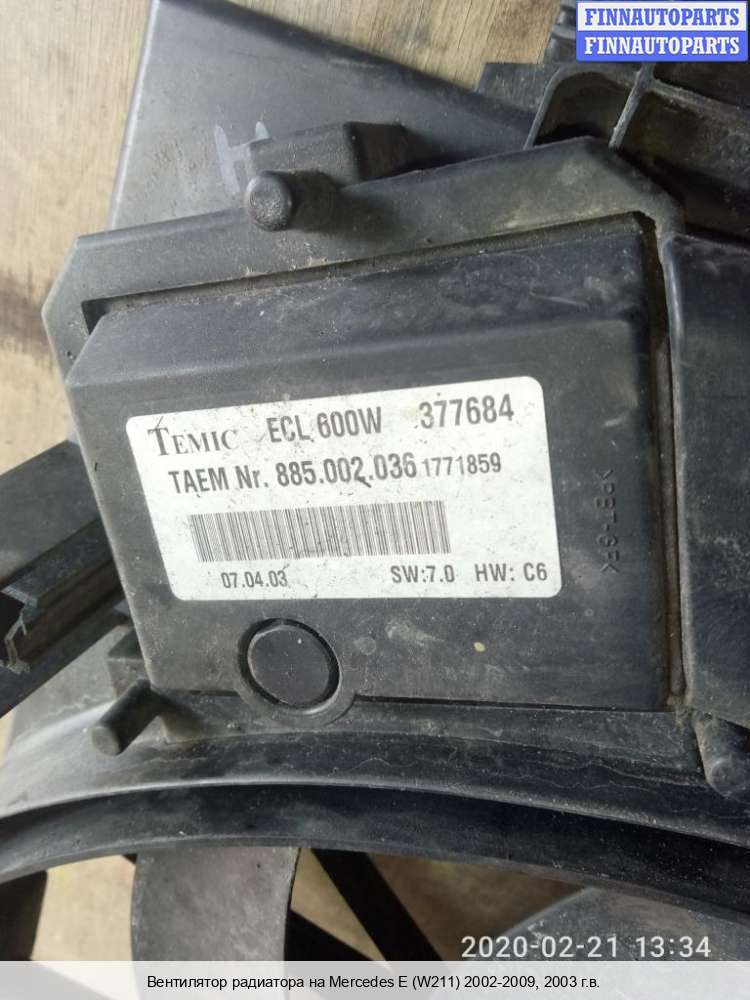 FINNAUTOPARTS
FINNAUTOPARTS
TEMIC ECL 600W 377684
TAEM Nr. 885.002.036 1771859
07.04.03 SW:7.0 HW: C6
2020-02-21 13:34
Вентилятор радиатора на Mercedes E (W211) 2002-2009, 2003 г.в.